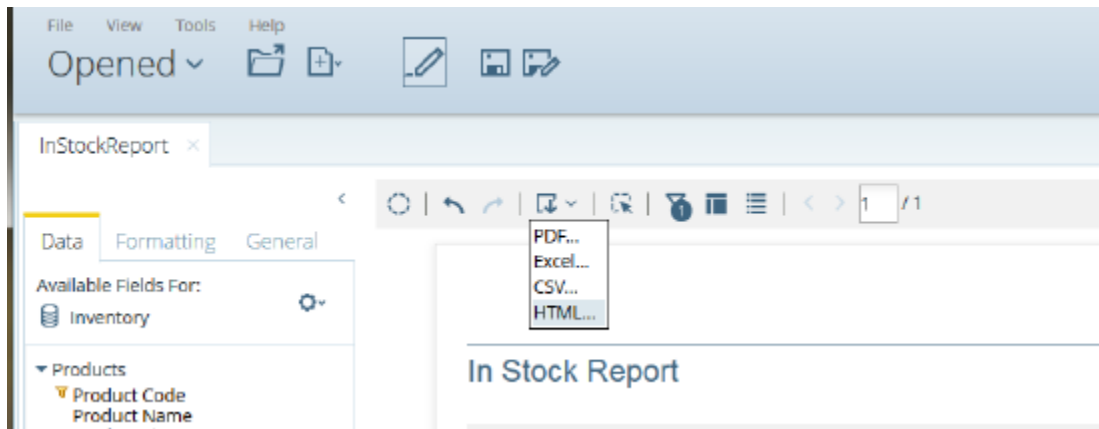 File View Tools Help
Opened
InStockReport
1 /1
1
Data Formatting General
PDF...
Excel...
CSV...
HTML...
Available Fields For:
Inventory
In Stock Report
Products
Product Code
Product Name